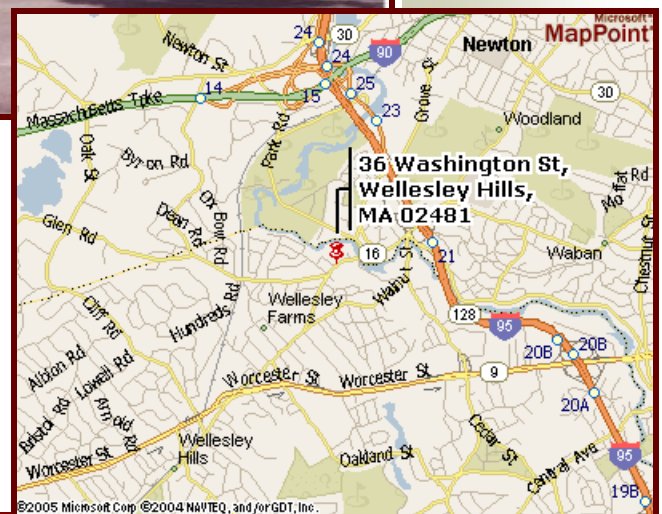 Microsoft®
MapPoint®
24
30
Newton St
24
90
Newton
14
15
25
Massachusetts Tpke
23
Grove St
30
Woodland
Oak St
Park Rd
Byron Rd
36 Washington St,
Wellesley Hills,
MA 02481
Moffat Rd
Ox Bow Rd
Dean Rd
Glen Rd
16
21
Waban
Chestnut St
Walnut St
Wellesley
Farms
Cliff Rd
Hundreds Rd
128
95
20B
20B
Albion Rd
Lowell Rd
Worcester St
Worcester St
9
20A
Bristol Rd
Arnold Rd
Wellesley
Hills
Oakland St
Cedar St
Central Ave
95
Worcester St
19B
©2005 Microsoft Corp ©2004 NAVTEQ, and/or GDT, Inc.